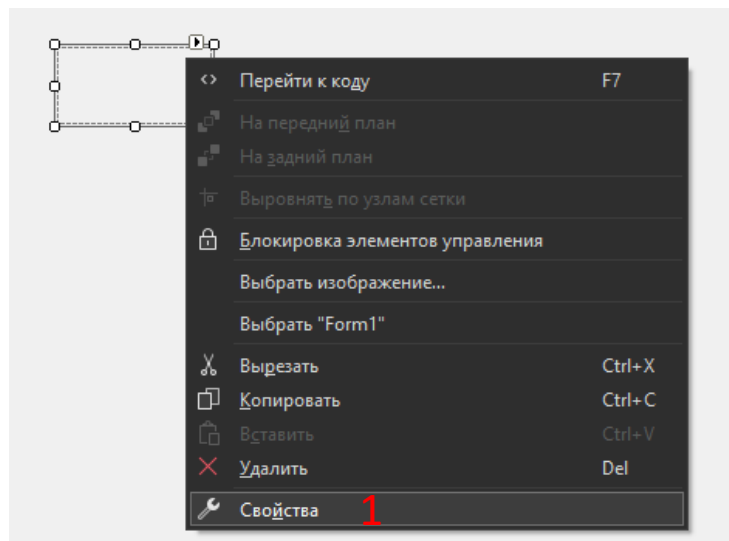 Перейти к коду F7
На передний план
На задний план
Выровнять по узлам сетки
Блокировка элементов управления
Выбрать изображение...
Выбрать "Form1"
Вырезать Ctrl+X
Копировать Ctrl+C
Вставить Ctrl+V
Удалить Del
Свойства 1